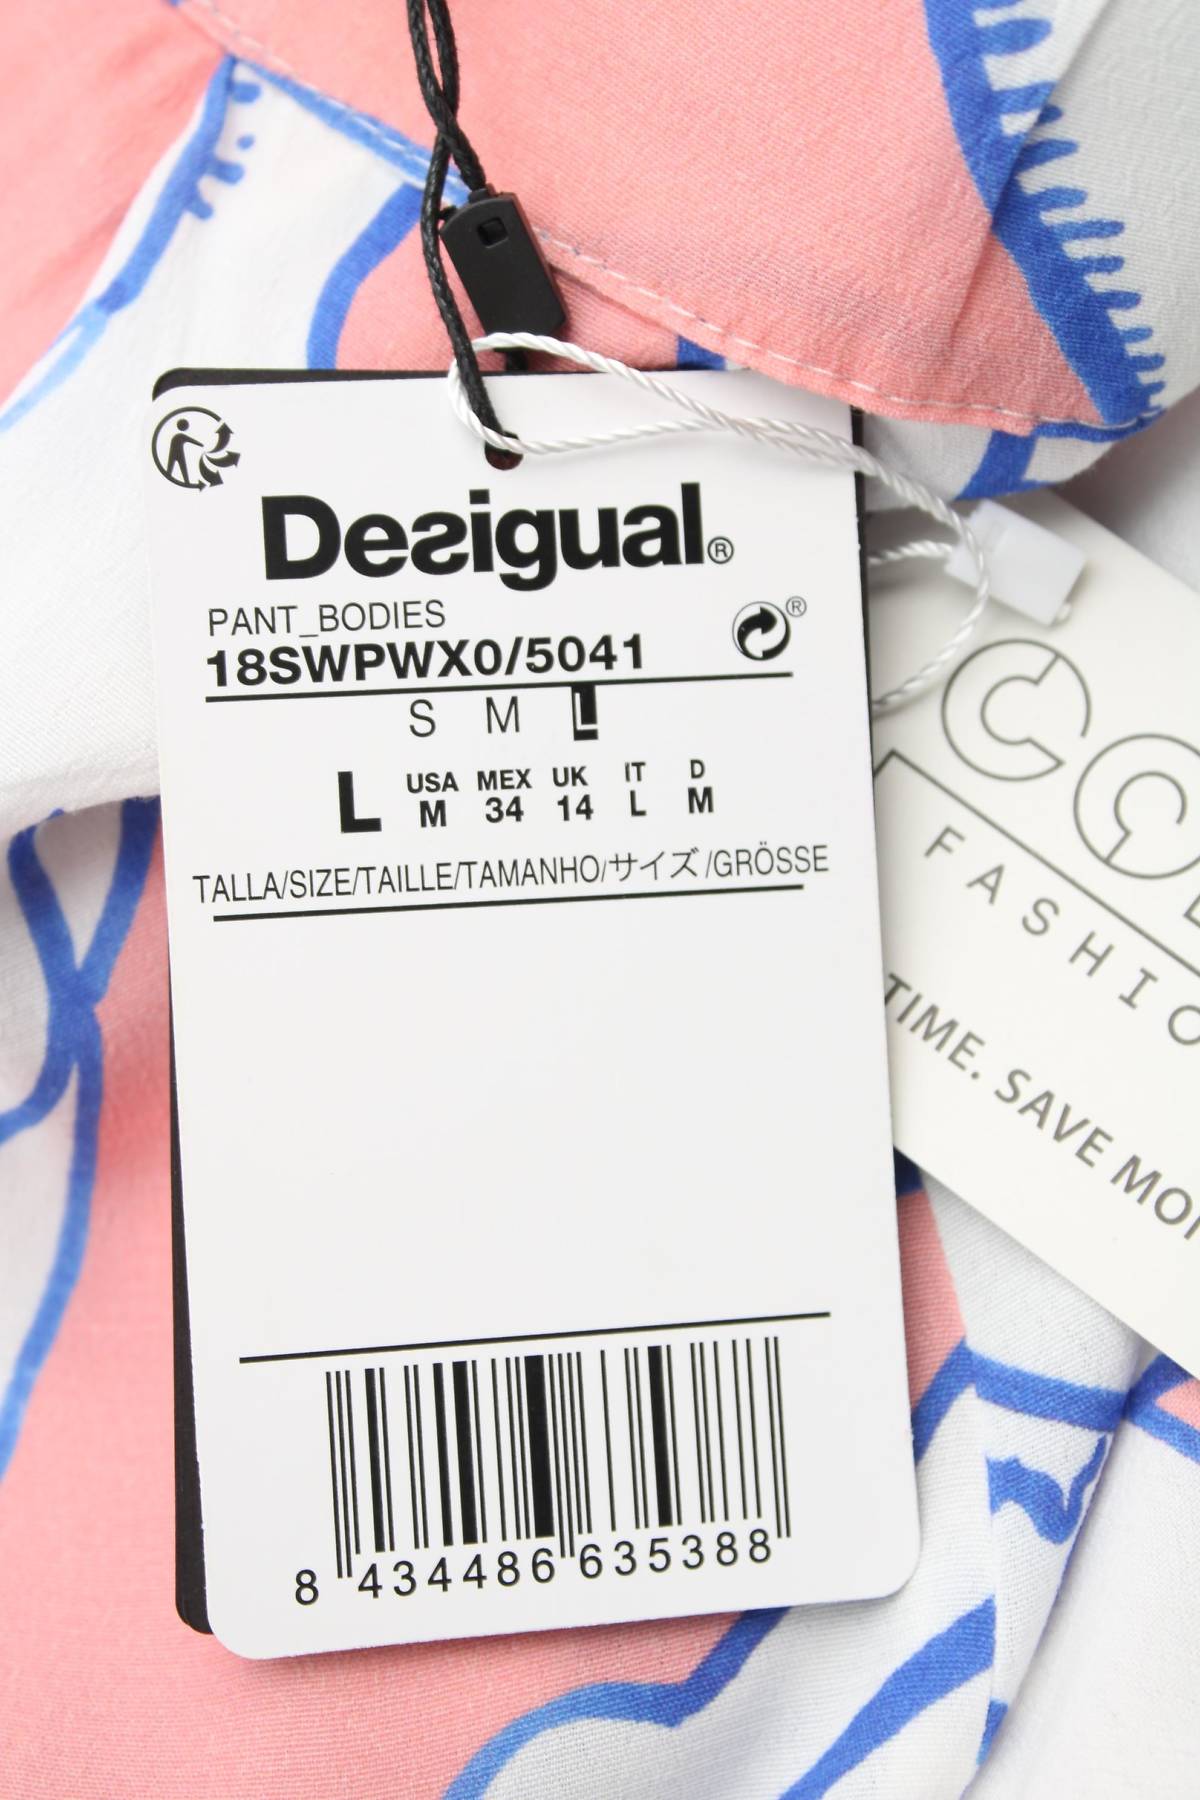 Desigual®
PANT_BODIES
®
18SWPWX0/5041
S M L
L USA MEX UK IT D
M 34 14 L M
TALLA/SIZE/TAILLE/TAMANHO/サイズ/GRÖSSE
8 434486 635388
FASHIO
TIME. SAVE MON